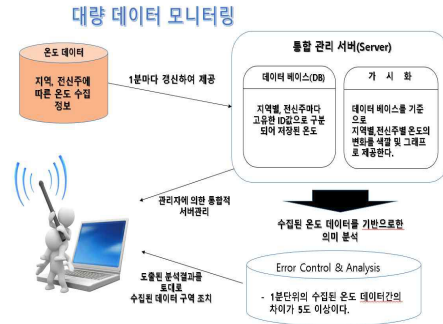 대량 데이터 모니터링
온도 데이터
지역, 전신주에
따른 온도 수집
정보
1분마다 갱신하여 제공
통합 관리 서버(Server)
데이터 베이스(DB)
지역별, 전신주마다
고유한 ID값으로 구분
되어 저장된 온도
가 시 화
데이터 베이스를 기준
으로
지역별,전신주별 온도의
변화를 색깔 및 그래프
로 제공한다.
관리자에 의한 통합적
서버관리
수집된 온도 데이터를 기반으로한
의미 분석
Error Control & Analysis
- 1분단위의 수집된 온도 데이터간의
차이가 5도 이상이다.
도출된 분석결과를
토대로
수집된 데이터 구역 조치